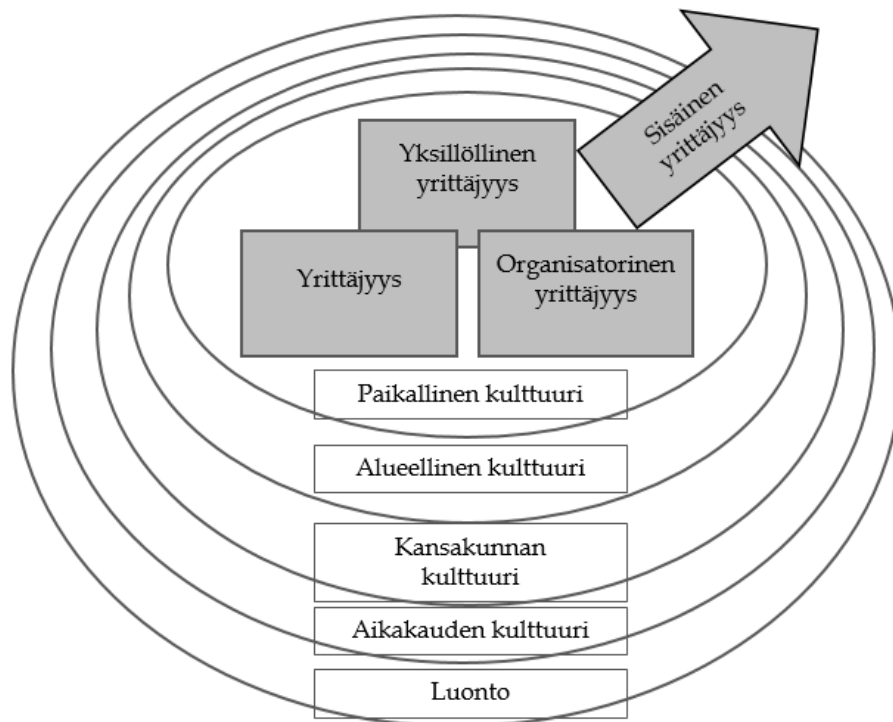 Sisäinen
yrittäjyys
Yksillöllinen
yrittäjyys
Yrittäjyys
Organisatorinen
yrittäjyys
Paikallinen kulttuuri
Alueellinen kulttuuri
Kansakunnan
kulttuuri
Aikakauden kulttuuri
Luonto